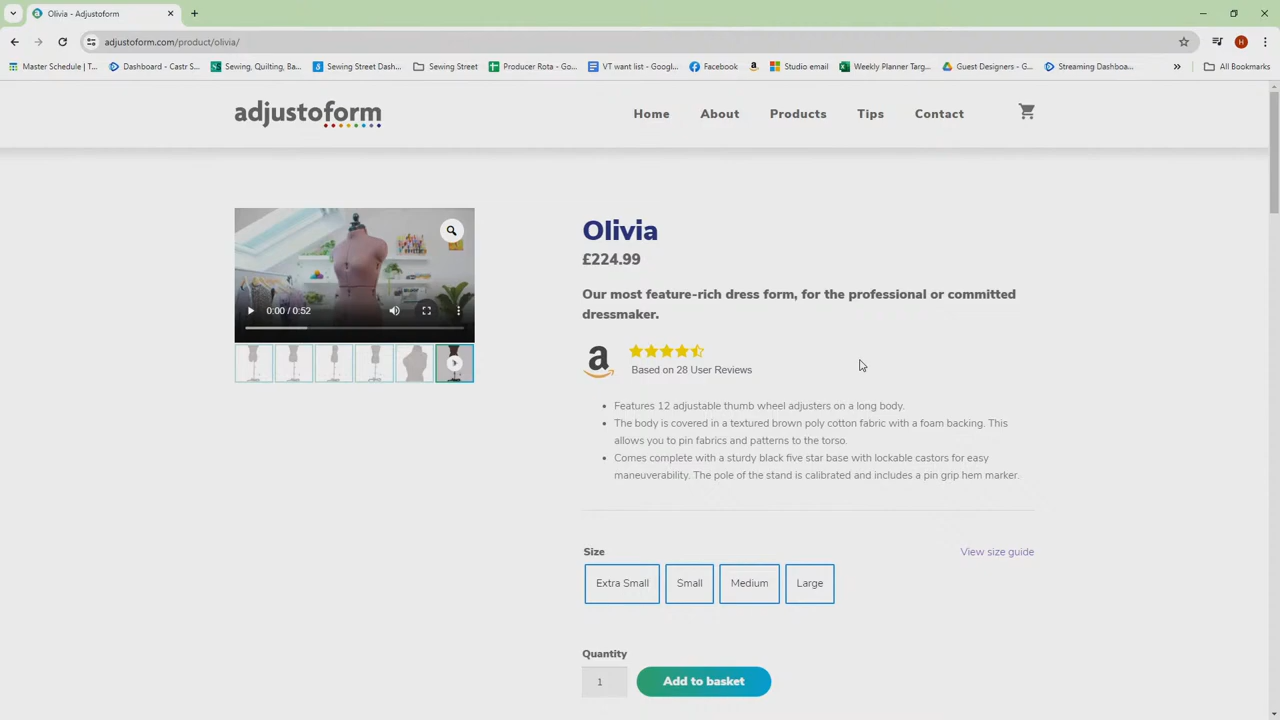 Olivia - Adjustoform
adjustoform.com/product/olivia/
Master Schedule | T...
Dashboard - Castr S...
Sewing, Quilting, Ba...
Sewing Street Dash...
Sewing Street
Producer Rota - Go...
VT want list - Googl...
Facebook
Studio email
Weekly Planner Targ...
Guest Designers - G...
Streaming Dashboa...
All Bookmarks
adjustoform
Home
About
Products
Tips
Contact
0:00 / 0:52
Olivia
£224.99
Our most feature-rich dress form, for the professional or committed
dressmaker.
Based on 28 User Reviews
Features 12 adjustable thumb wheel adjusters on a long body.
The body is covered in a textured brown poly cotton fabric with a foam backing. This
allows you to pin fabrics and patterns to the torso.
Comes complete with a sturdy black five star base with lockable castors for easy
maneuverability. The pole of the stand is calibrated and includes a pin grip hem marker.
Size
View size guide
Extra Small
Small
Medium
Large
Quantity
1
Add to basket